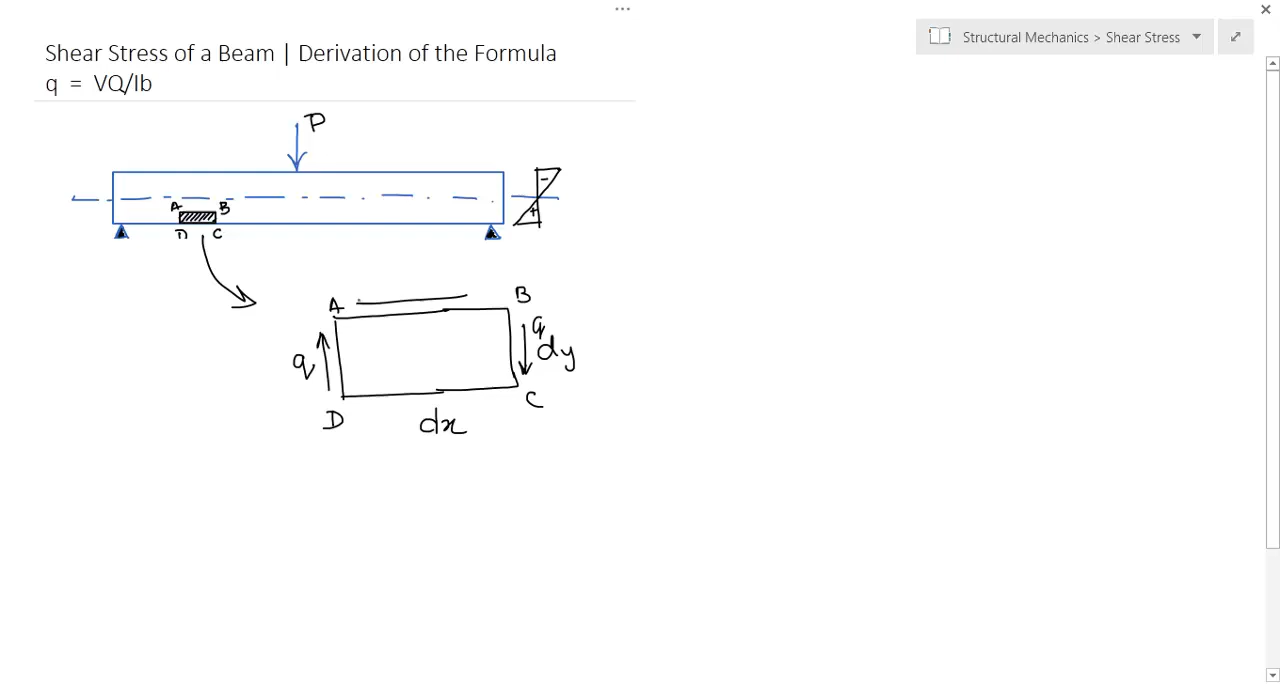 Structural Mechanics > Shear Stress
Shear Stress of a Beam | Derivation of the Formula
q = VQ/Ib
P
-
A B
+
D C
A B
q q
dy
D C
dx